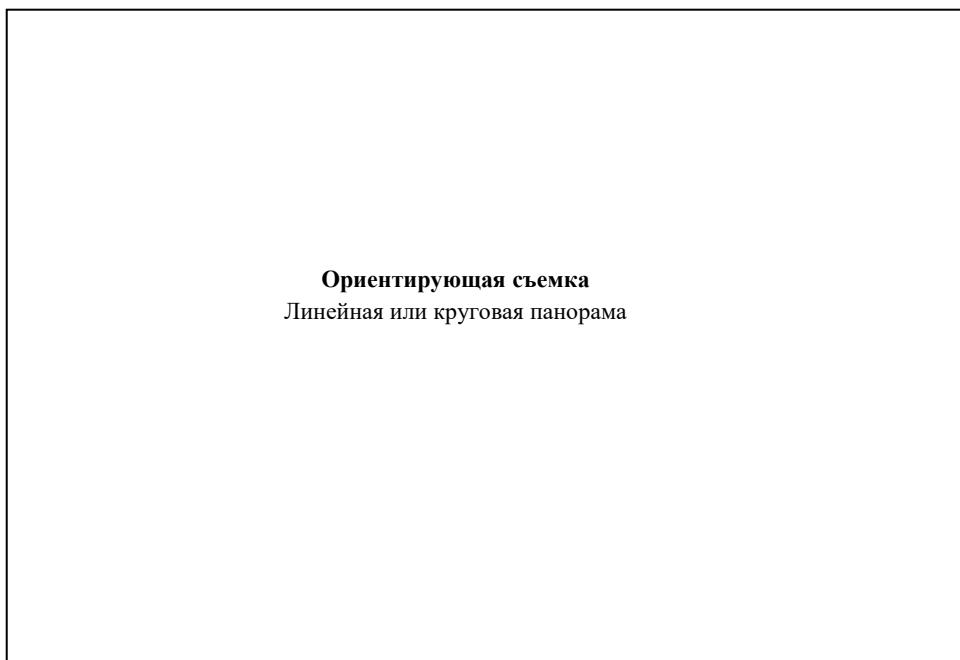 Ориентирующая съемка
Линейная или круговая панорама